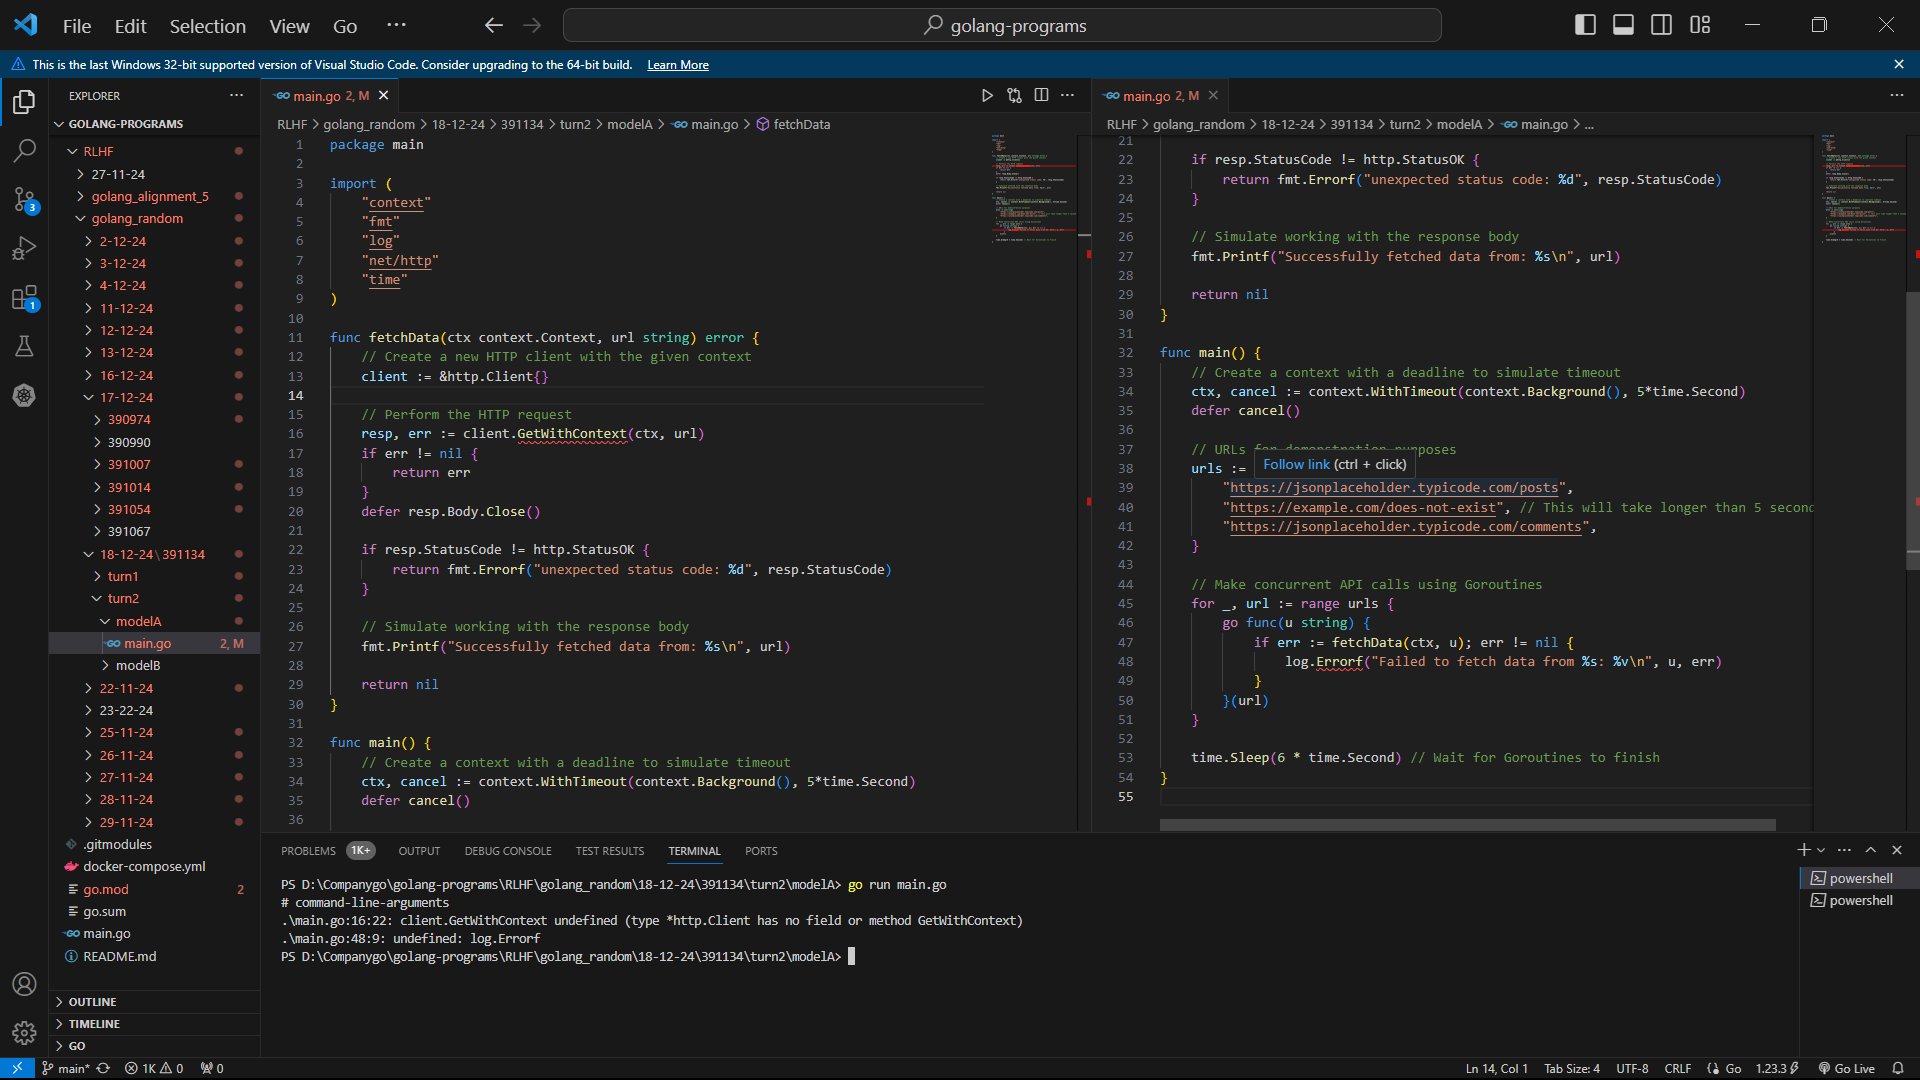 File Edit Selection View Go ··· golang-programs
This is the last Windows 32-bit supported version of Visual Studio Code. Consider upgrading to the 64-bit build. Learn More
EXPLORER
GOLANG-PROGRAMS
RLHF
27-11-24
golang_alignment_5
golang_random
2-12-24
3-12-24
4-12-24
11-12-24
12-12-24
13-12-24
16-12-24
17-12-24
390974
390990
391007
391014
391054
391067
18-12-24\391134
turn1
turn2
modelA
main.go 2, M
modelB
22-11-24
23-22-24
25-11-24
26-11-24
27-11-24
28-11-24
29-11-24
.gitmodules
docker-compose.yml
go.mod 2
go.sum
main.go
README.md
OUTLINE
TIMELINE
GO
3
1
main.go 2, M
RLHF > golang_random > 18-12-24 > 391134 > turn2 > modelA > main.go > fetchData
1 package main
2
3 import (
4 "context"
5 "fmt"
6 "log"
7 "net/http"
8 "time"
9 )
10
11 func fetchData(ctx context.Context, url string) error {
12 // Create a new HTTP client with the given context
13 client := &http.Client{}
14
15 // Perform the HTTP request
16 resp, err := client.GetWithContext(ctx, url)
17 if err != nil {
18 return err
19 }
20 defer resp.Body.Close()
21
22 if resp.StatusCode != http.StatusOK {
23 return fmt.Errorf("unexpected status code: %d", resp.StatusCode)
24 }
25
26 // Simulate working with the response body
27 fmt.Printf("Successfully fetched data from: %s\n", url)
28
29 return nil
30 }
31
32 func main() {
33 // Create a context with a deadline to simulate timeout
34 ctx, cancel := context.WithTimeout(context.Background(), 5*time.Second)
35 defer cancel()
36
main.go 2, M
RLHF > golang_random > 18-12-24 > 391134 > turn2 > modelA > main.go > ...
21
22 if resp.StatusCode != http.StatusOK {
23 return fmt.Errorf("unexpected status code: %d", resp.StatusCode)
24 }
25
26 // Simulate working with the response body
27 fmt.Printf("Successfully fetched data from: %s\n", url)
28
29 return nil
30 }
31
32 func main() {
33 // Create a context with a deadline to simulate timeout
34 ctx, cancel := context.WithTimeout(context.Background(), 5*time.Second)
35 defer cancel()
36
37 // URLs for demonstration purposes
38 urls :=
Follow link (ctrl + click)
39 "https://jsonplaceholder.typicode.com/posts",
40 "https://example.com/does-not-exist", // This will take longer than 5 second
41 "https://jsonplaceholder.typicode.com/comments",
42 }
43
44 // Make concurrent API calls using Goroutines
45 for _, url := range urls {
46 go func(u string) {
47 if err := fetchData(ctx, u); err != nil {
48 log.Errorf("Failed to fetch data from %s: %v\n", u, err)
49 }
50 }(url)
51 }
52
53 time.Sleep(6 * time.Second) // Wait for Goroutines to finish
54 }
55
PROBLEMS 1K+ OUTPUT DEBUG CONSOLE TEST RESULTS TERMINAL PORTS
PS D:\Companygo\golang-programs\RLHF\golang_random\18-12-24\391134\turn2\modelA> go run main.go
# command-line-arguments
.\main.go:16:22: client.GetWithContext undefined (type *http.Client has no field or method GetWithContext)
.\main.go:48:9: undefined: log.Errorf
PS D:\Companygo\golang-programs\RLHF\golang_random\18-12-24\391134\turn2\modelA>
powershell
powershell
main* 1K 0 0 Ln 14, Col 1 Tab Size: 4 UTF-8 CRLF Go 1.23.3 Go Live